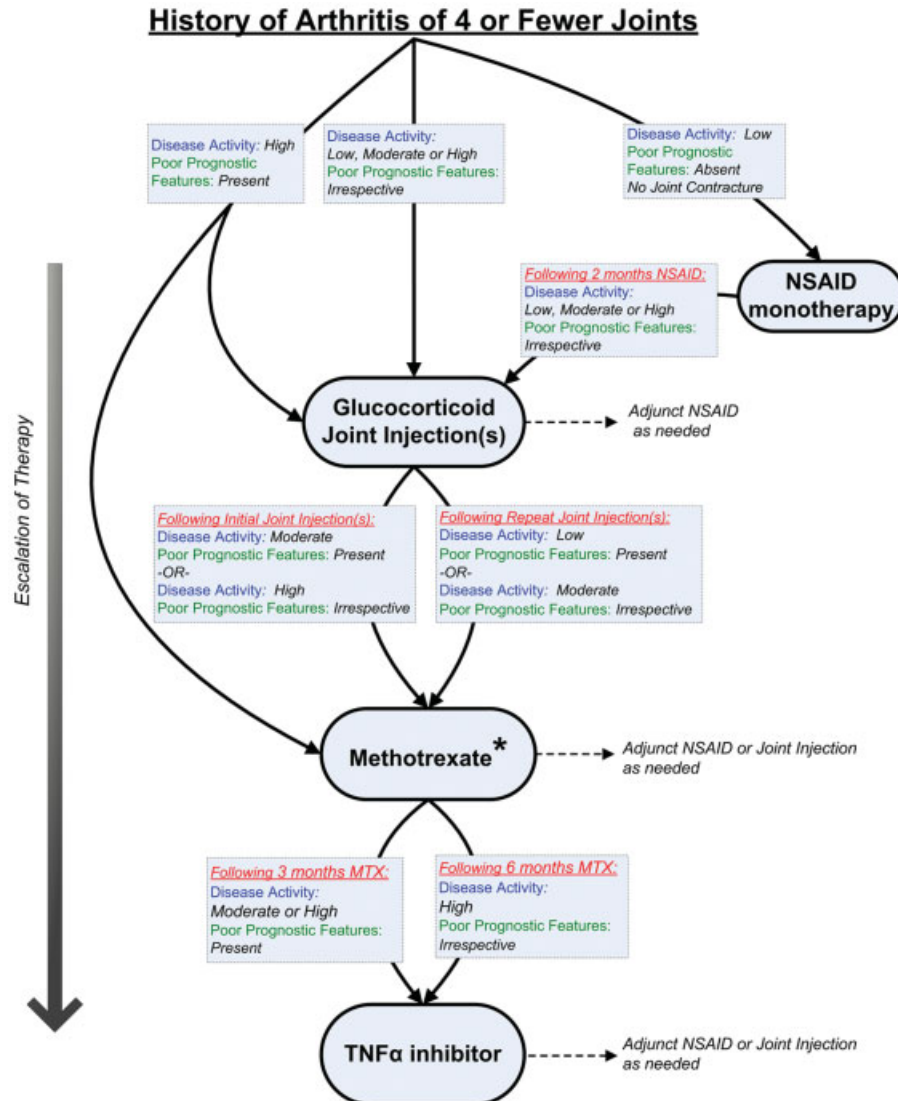 History of Arthritis of 4 or Fewer Joints
Disease Activity: High
Poor Prognostic
Features: Present
Disease Activity:
Low, Moderate or High
Poor Prognostic Features:
Irrespective
Disease Activity: Low
Poor Prognostic
Features: Absent
No Joint Contracture
NSAID
monotherapy
Following 2 months NSAID:
Disease Activity:
Low, Moderate or High
Poor Prognostic Features:
Irrespective
Glucocorticoid
Joint Injection(s)
Adjunct NSAID
as needed
Escalation of Therapy
Following Initial Joint Injection(s):
Disease Activity: Moderate
Poor Prognostic Features: Present
-OR-
Disease Activity: High
Poor Prognostic Features: Irrespective
Following Repeat Joint Injection(s):
Disease Activity: Low
Poor Prognostic Features: Present
-OR-
Disease Activity: Moderate
Poor Prognostic Features: Irrespective
Methotrexate*
Adjunct NSAID or Joint Injection
as needed
Following 3 months MTX:
Disease Activity:
Moderate or High
Poor Prognostic Features:
Present
Following 6 months MTX:
Disease Activity:
High
Poor Prognostic Features:
Irrespective
TNFα inhibitor
Adjunct NSAID or Joint Injection
as needed